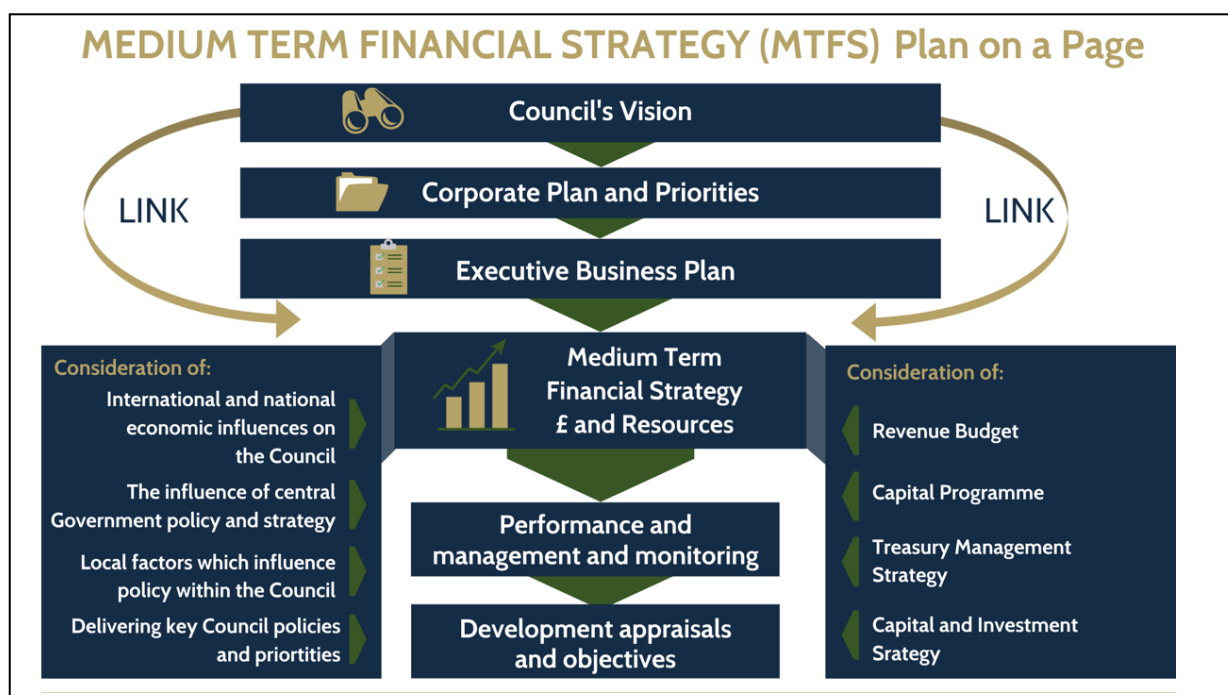 MEDIUM TERM FINANCIAL STRATEGY (MTFS) Plan on a Page
Council's Vision
Corporate Plan and Priorities
Executive Business Plan
LINK
LINK
Medium Term
Financial Strategy
£ and Resources
Consideration of:
International and national
economic influences on
the Council
The influence of central
Government policy and strategy
Local factors which influence
policy within the Council
Delivering key Council policies
and priortities
Performance and
management and monitoring
Development appraisals
and objectives
Consideration of:
Revenue Budget
Capital Programme
Treasury Management
Strategy
Capital and Investment
Srategy